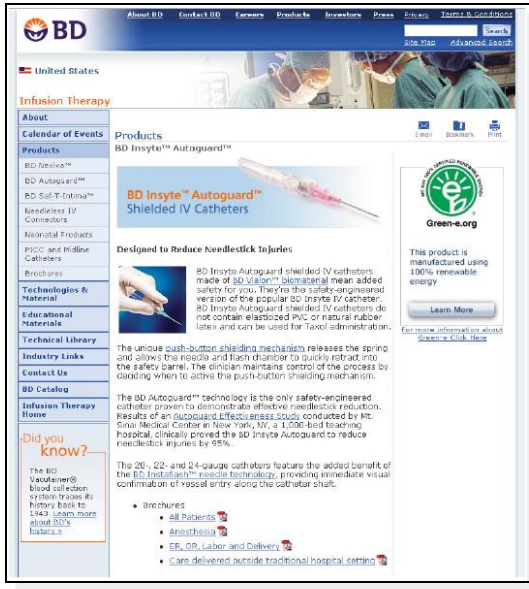 About BD Contact BD Careers Products Investors Press Privacy Terms & Conditions
BD
Search
Site Map Advanced Search
United States
Infusion Therapy
About
Calendar of Events
Products
BD Nexiva™
BD Autoguard™
BD Saf-T-Intima™
Needleless IV
Connectors
Neonatal Products
PICC and Midline
Catheters
Brochures
Technologies &
Material
Educational
Materials
Technical Library
Industry Links
Contact Us
BD Catalog
Infusion Therapy
Home
Did you
know?
The BD
Vacutainer®
blood collection
system traces its
history back to
1943. Learn more
about BD's
history »
Products
Email Bookmark Print
BD Insyte™ Autoguard™
BD Insyte™ Autoguard™
Shielded IV Catheters
Designed to Reduce Needlestick Injuries
BD Insyte Autoguard shielded IV catheters
made of BD Vialon™ biomaterial mean added
safety for you. They're the safety-engineered
version of the popular BD Insyte IV catheter.
BD Insyte Autoguard shielded IV catheters do
not contain elasticized PVC or natural rubber
latex and can be used for Taxol administration.
The unique push-button shielding mechanism releases the spring
and allows the needle and flash chamber to quickly retract into
the safety barrel. The clinician maintains control of the process by
deciding when to active the push-button shielding mechanism.
The BD Autoguard™ technology is the only safety-engineered
catheter proven to demonstrate effective needlestick reduction.
Results of an Autoguard Effectiveness Study conducted by Mt.
Sinai Medical Center in New York, NY, a 1,000-bed teaching
hospital, clinically proved the BD Insyte Autoguard to reduce
needlestick injuries by 95%.
The 20-, 22- and 24-gauge catheters feature the added benefit of
the BD Instaflash™ needle technology, providing immediate visual
confirmation of vessel entry along the catheter shaft.
Brochures
All Patients
Anesthesia
ER, OR, Labor and Delivery
Care delivered outside traditional hospital setting
Green-e.org
This product is
manufactured using
100% renewable
energy
Learn More
For more information about
Green-e Click Here